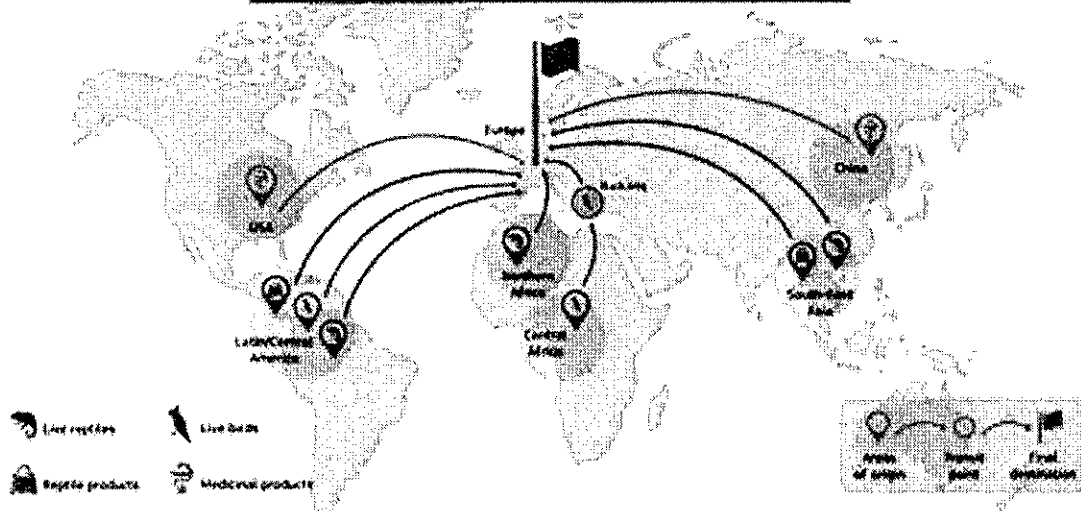 Europe
China
USA
Balkans
Northern
Africa
South-east
Asia
Central
Africa
Latin/Central
America
Live reptiles
Live birds
Reptile products
Medicinal products
Areas
of origin
Transit
point
Final
destination